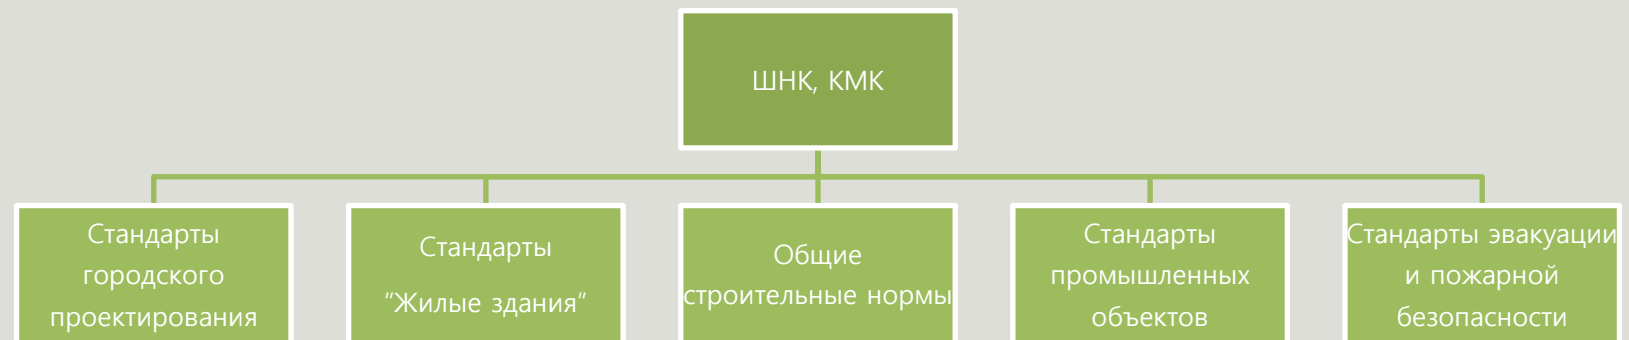 ШНК, КМК
Стандарты
городского
проектирования
Стандарты
“Жилые здания”
Общие
строительные нормы
Стандарты
промышленных
объектов
Стандарты эвакуации
и пожарной
безопасности